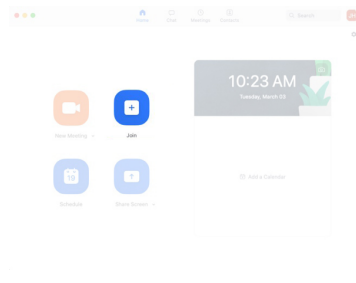 Home Chat Meetings Contacts Search
10:23 AM
Tuesday, March 03
New Meeting Join
19
Schedule Share Screen
Add a Calendar